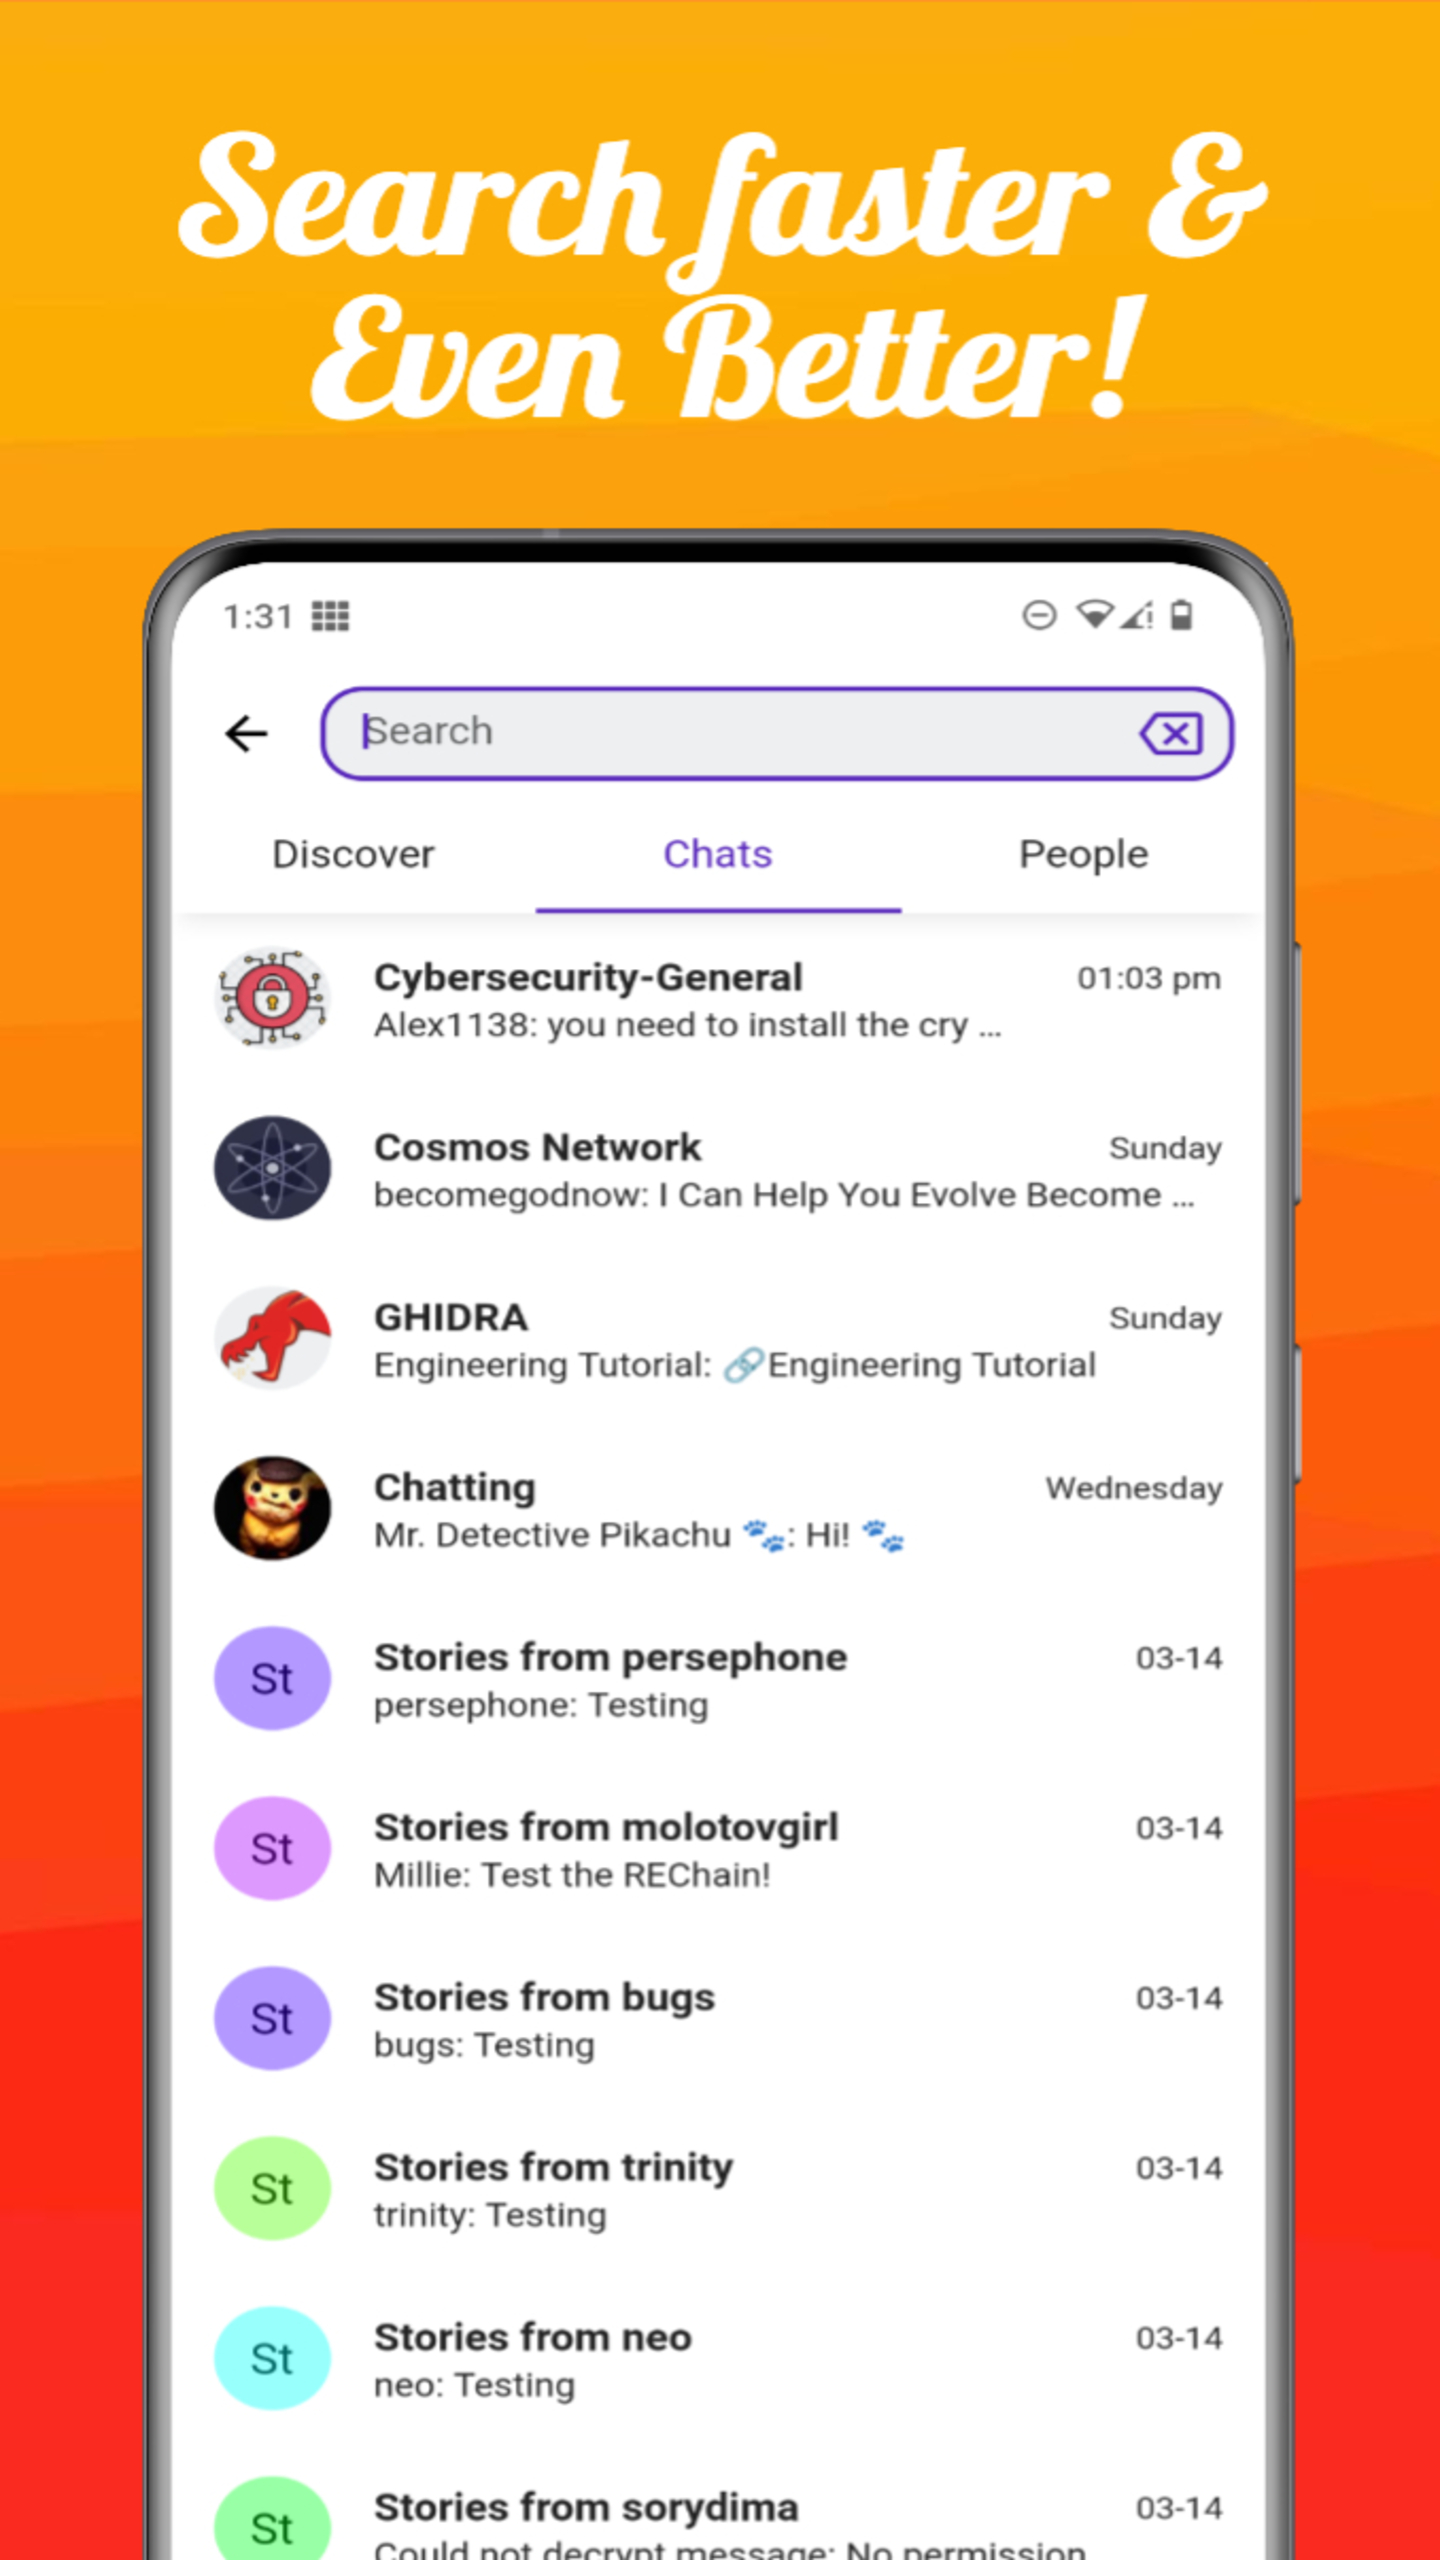 Search faster &
Even Better!
1:31
Search
Discover Chats People
Cybersecurity-General 01:03 pm
Alex1138: you need to install the cry ...
Cosmos Network Sunday
becomegodnow: I Can Help You Evolve Become ...
GHIDRA Sunday
Engineering Tutorial: 🔗Engineering Tutorial
Chatting Wednesday
Mr. Detective Pikachu 🐾: Hi! 🐾
St Stories from persephone 03-14
persephone: Testing
St Stories from molotovgirl 03-14
Millie: Test the REChain!
St Stories from bugs 03-14
bugs: Testing
St Stories from trinity 03-14
trinity: Testing
St Stories from neo 03-14
neo: Testing
St Stories from sorydima 03-14
Could not decrypt message: No permission